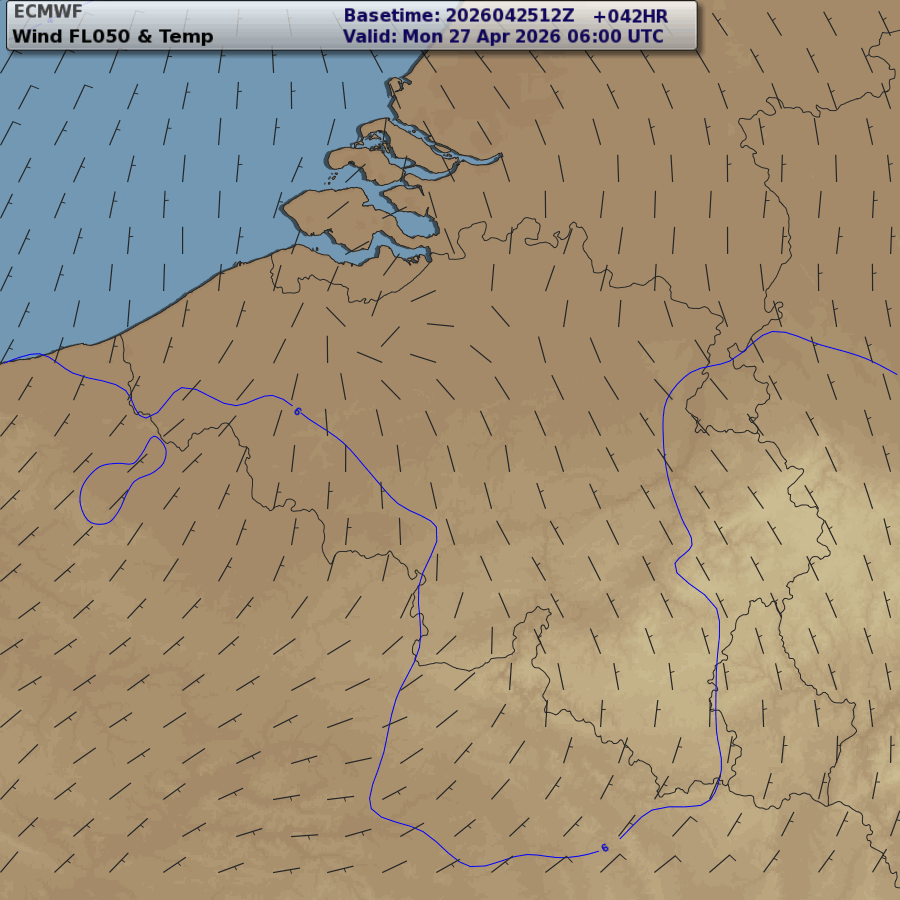 ECMWF
Basetime: 2026042512Z +042HR
Wind FL050 & Temp
Valid: Mon 27 Apr 2026 06:00 UTC
6
6